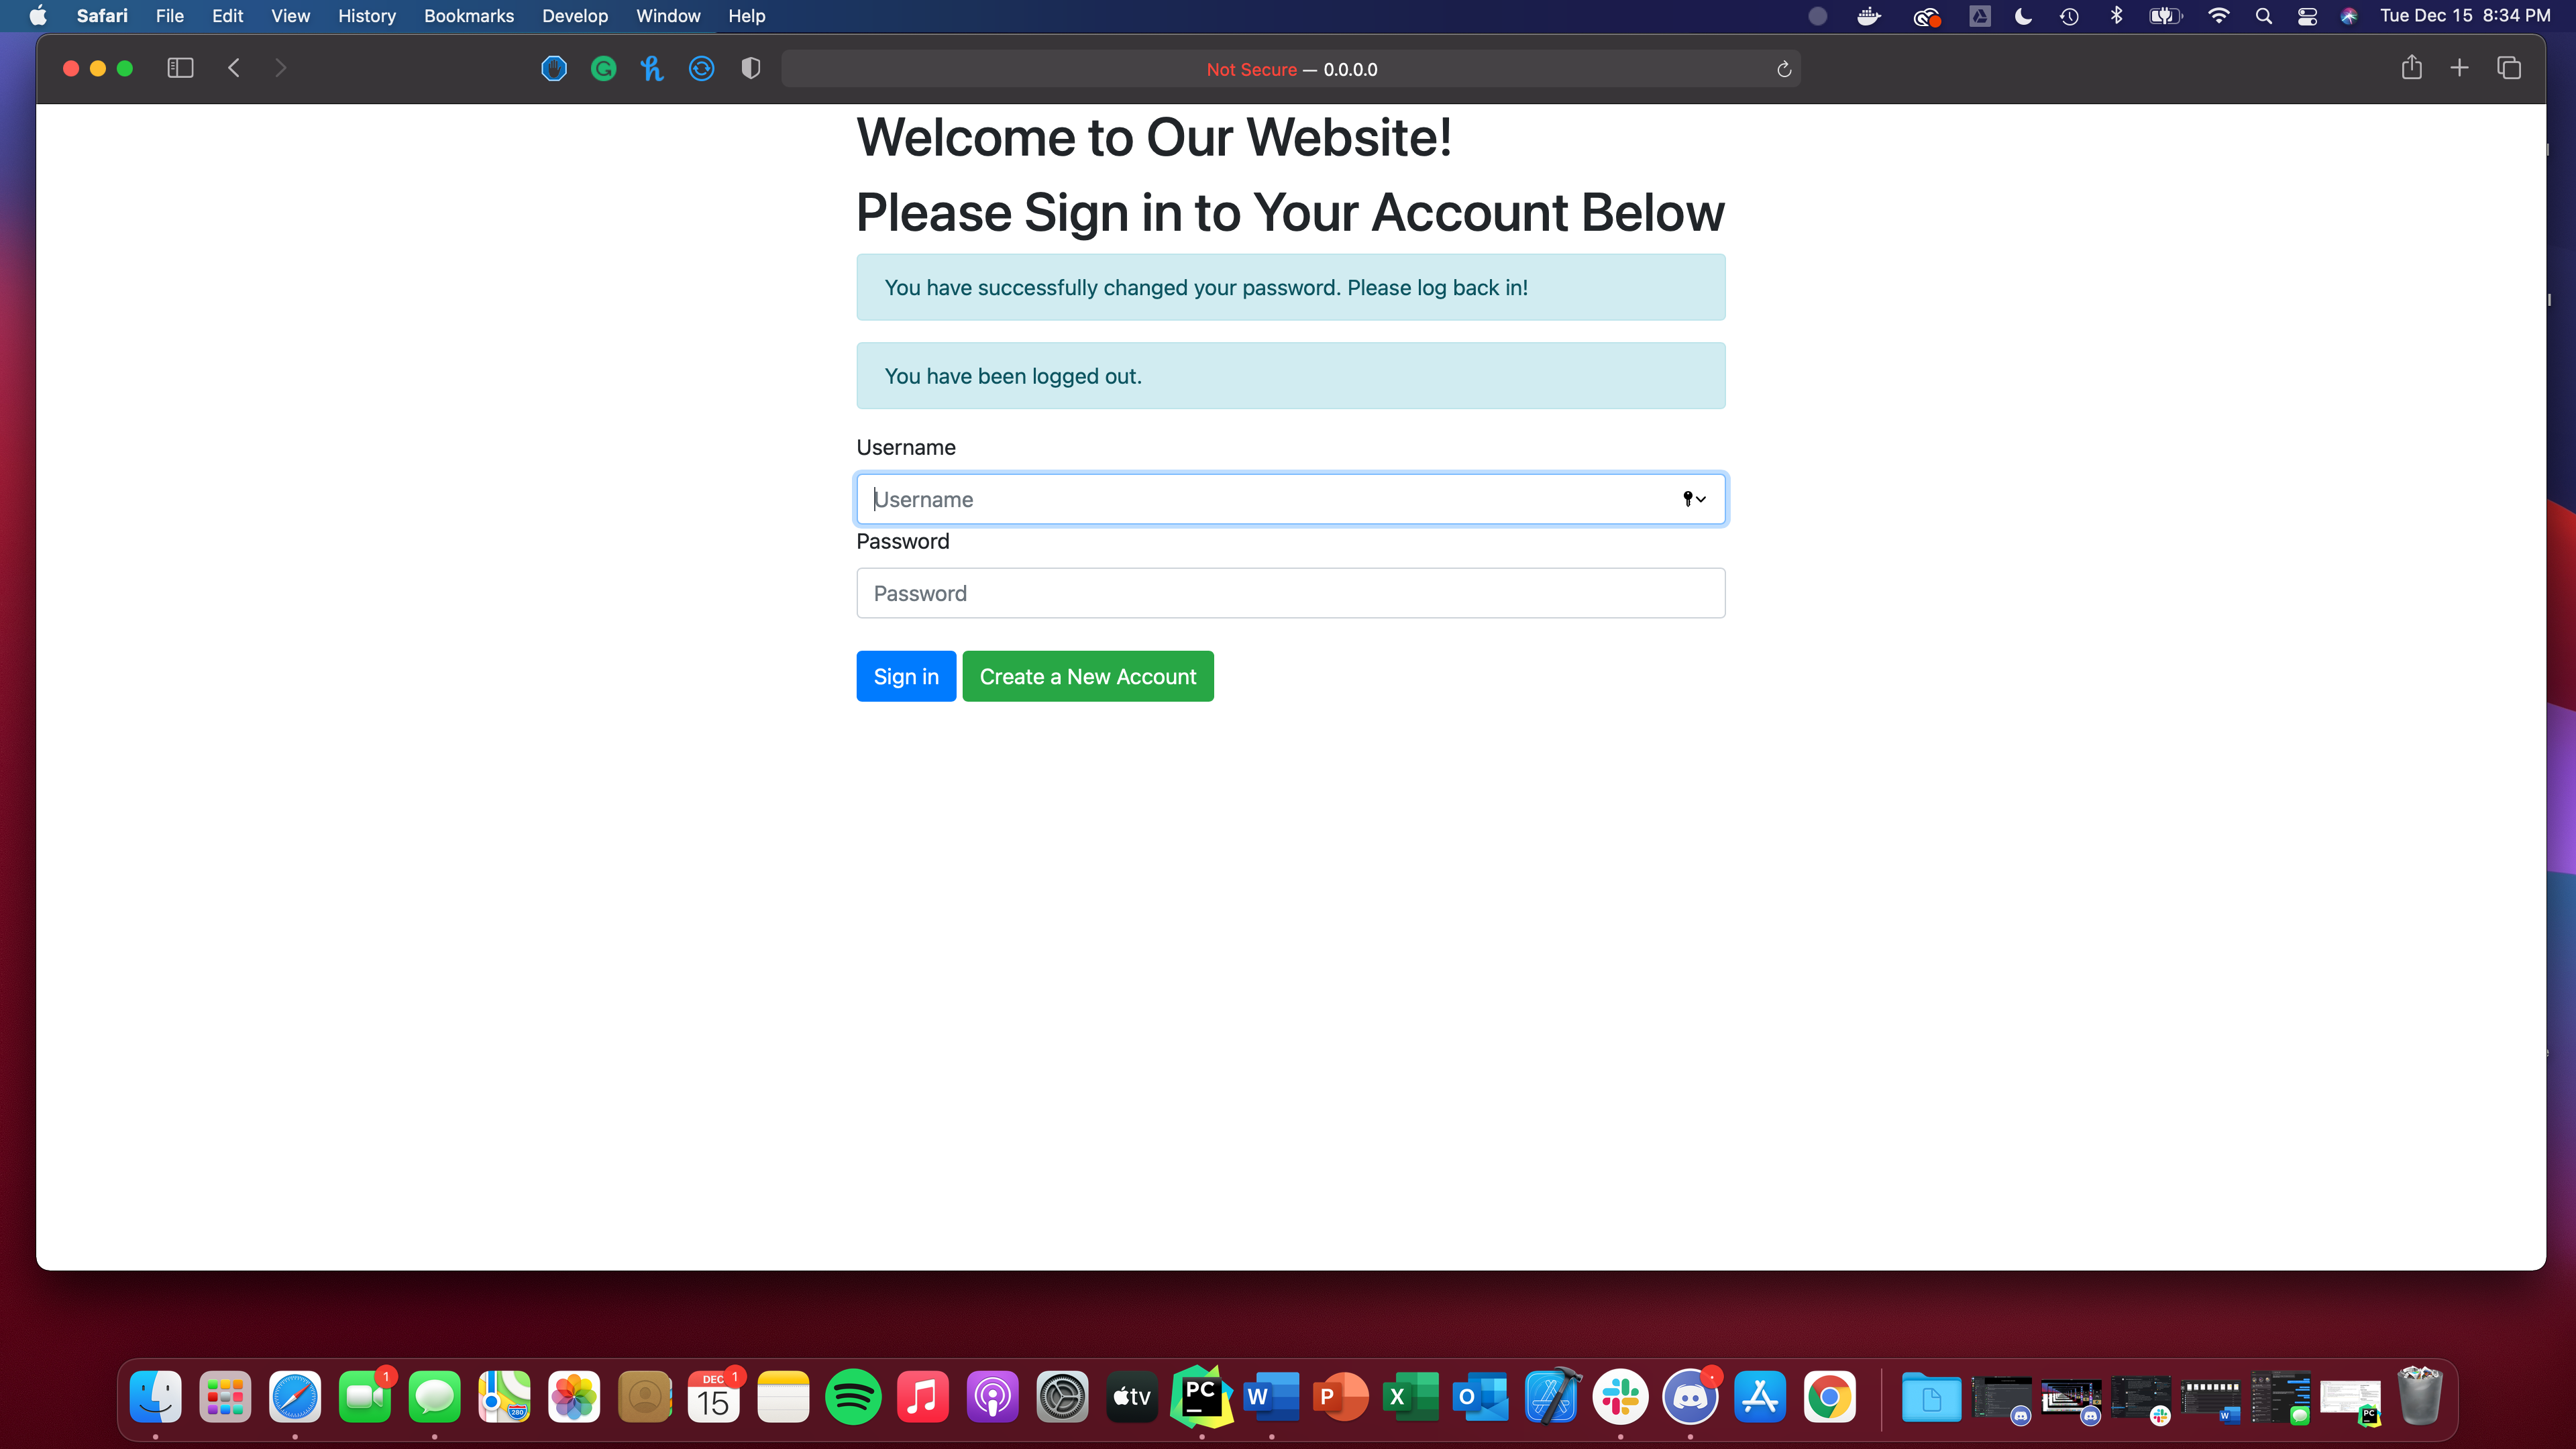 Safari File Edit View History Bookmarks Develop Window Help Tue Dec 15 8:34 PM
Not Secure — 0.0.0.0
Welcome to Our Website!
Please Sign in to Your Account Below
You have successfully changed your password. Please log back in!
You have been logged out.
Username
Username
Password
Password
Sign in Create a New Account
1 DEC 1 15 tv PC W P X O
280